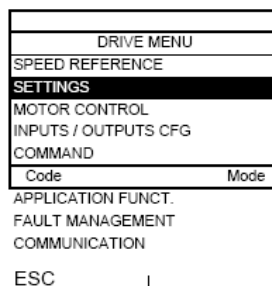 DRIVE MENU
SPEED REFERENCE
SETTINGS
MOTOR CONTROL
INPUTS / OUTPUTS CFG
COMMAND
Code Mode
APPLICATION FUNCT.
FAULT MANAGEMENT
COMMUNICATION
ESC